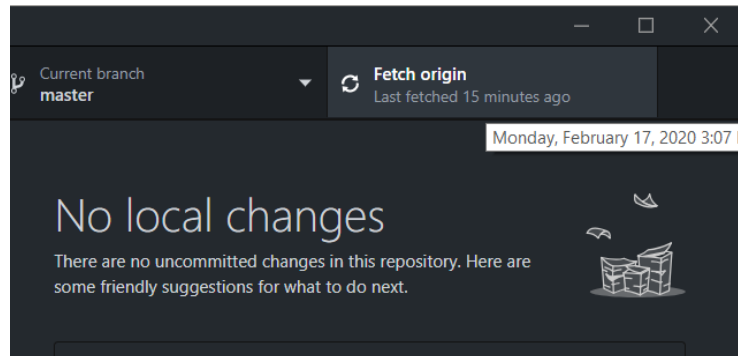 Current branch
master
Fetch origin
Last fetched 15 minutes ago
Monday, February 17, 2020 3:07
No local changes
There are no uncommitted changes in this repository. Here are
some friendly suggestions for what to do next.